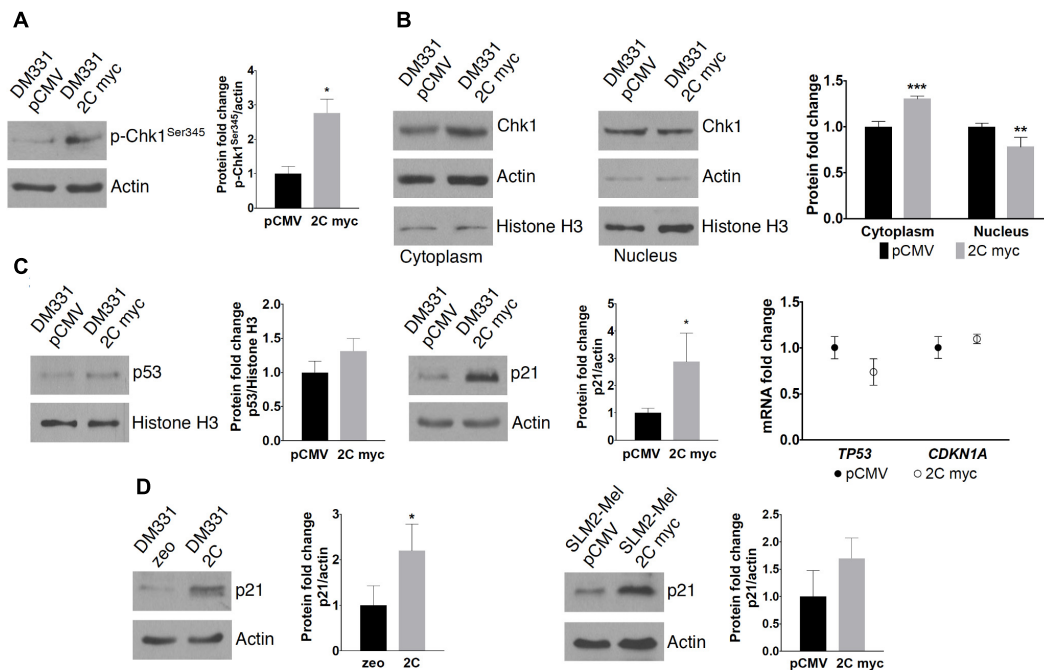 A
DM331
pCMV
DM331
2C myc
p-Chk1Ser345
Actin
Protein fold change
p-Chk1Ser345/actin
5
4
3
2
1
0
*
pCMV 2C myc
B
DM331
pCMV
DM331
2C myc
Chk1
Actin
Histone H3
Cytoplasm
DM331
pCMV
DM331
2C myc
Chk1
Actin
Histone H3
Nucleus
Protein fold change
1.5
1.0
0.5
0.0
***
**
Cytoplasm Nucleus
pCMV 2C myc
C
DM331
pCMV
DM331
2C myc
p53
Histone H3
Protein fold change
p53/Histone H3
2.0
1.5
1.0
0.5
0.0
pCMV 2C myc
DM331
pCMV
DM331
2C myc
p21
Actin
Protein fold change
p21/actin
5
4
3
2
1
0
*
pCMV 2C myc
mRNA fold change
1.5
1.0
0.5
0.0
TP53 CDKN1A
pCMV 2C myc
D
DM331
zeo
DM331
2C
p21
Actin
Protein fold change
p21/actin
3
2
1
0
*
zeo 2C
SLM2-Mel
pCMV
SLM2-Mel
2C myc
p21
Actin
Protein fold change
p21/actin
2.5
2.0
1.5
1.0
0.5
0.0
pCMV 2C myc